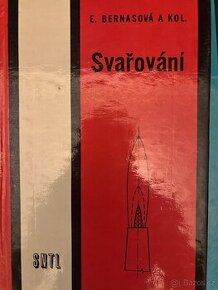 E. BERNASOVÁ A KOL.
Svařování
SNTL